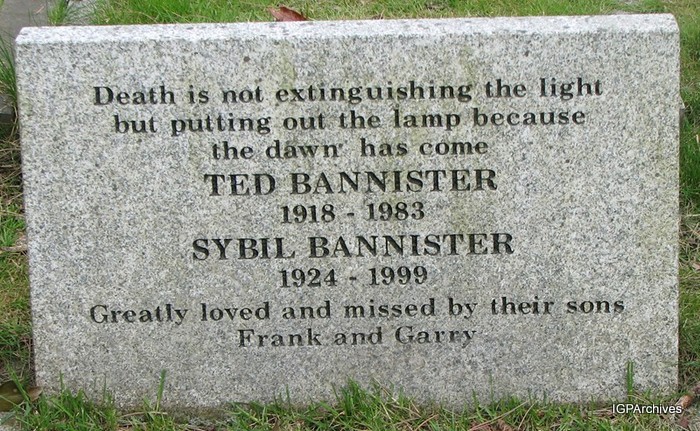 Death is not extinguishing the light
but putting out the lamp because
the dawn has come
TED BANNISTER
1918 - 1983
SYBIL BANNISTER
1924 - 1999
Greatly loved and missed by their sons
Frank and Garry
IGPArchives